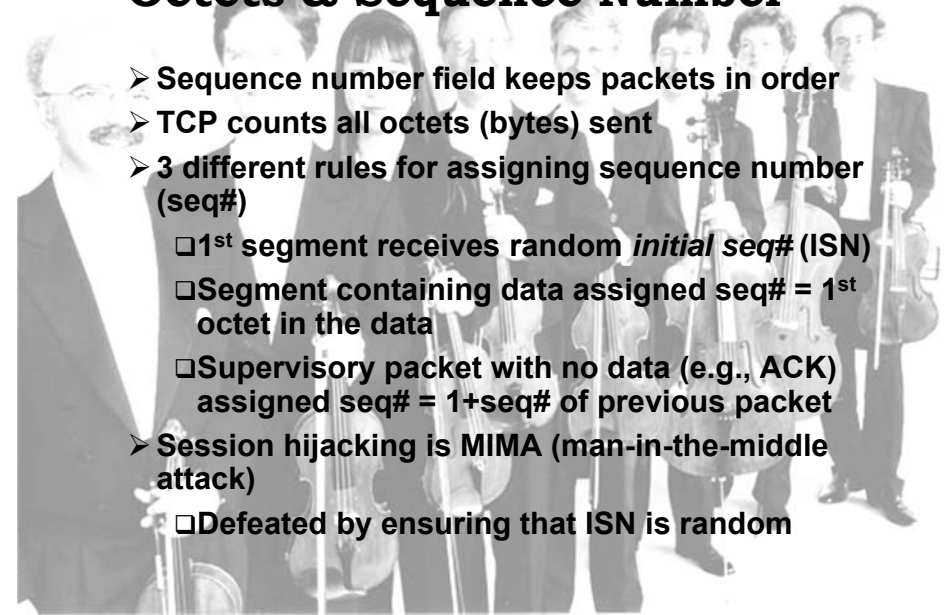 Octets & Sequence Number
➢ Sequence number field keeps packets in order
➢ TCP counts all octets (bytes) sent
➢ 3 different rules for assigning sequence number
(seq#)
❑1st segment receives random initial seq# (ISN)
❑Segment containing data assigned seq# = 1st
octet in the data
❑Supervisory packet with no data (e.g., ACK)
assigned seq# = 1+seq# of previous packet
➢ Session hijacking is MIMA (man-in-the-middle
attack)
❑Defeated by ensuring that ISN is random